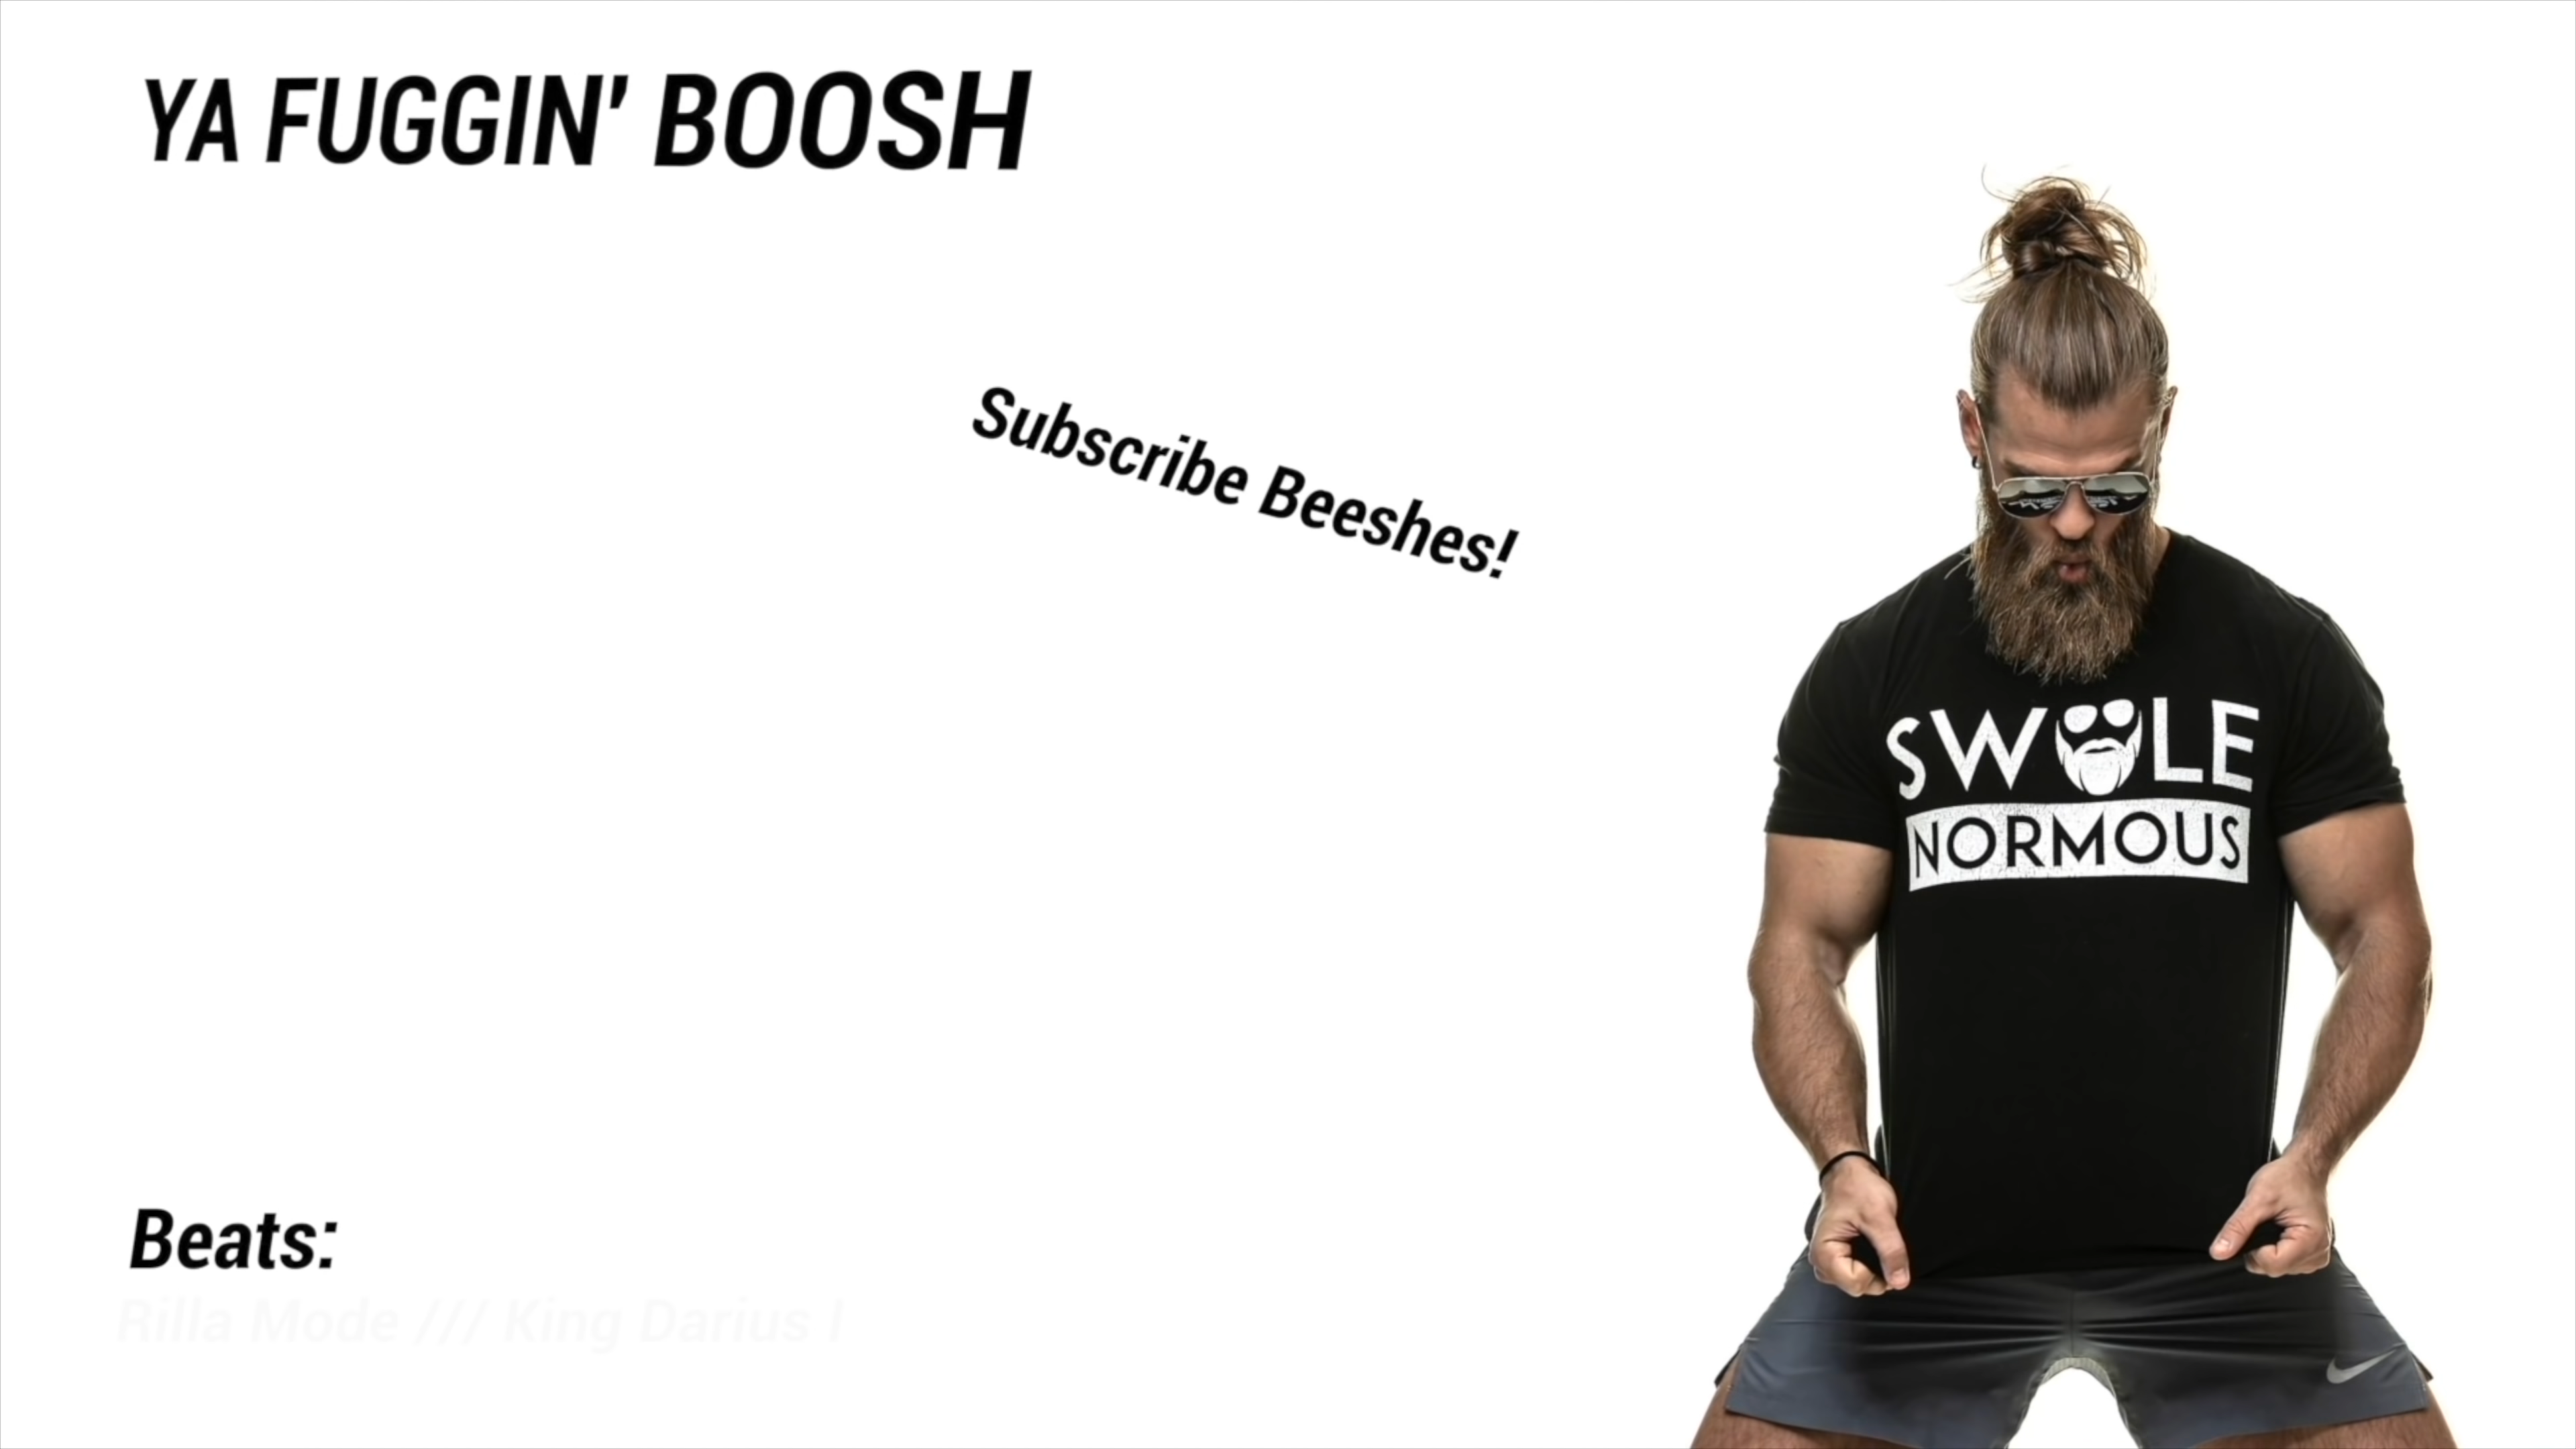 YA FUGGIN' BOOSH
Subscribe Beeshes!
SWOLE
NORMOUS
Beats:
Rilla Mode /// King Darius I